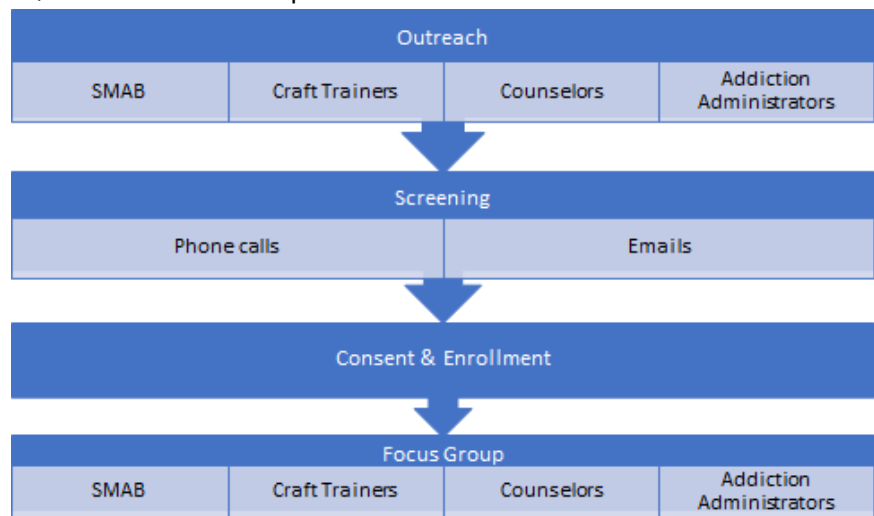 Outreach
SMAB
Craft Trainers
Counselors
Addiction
Administrators
Screening
Phone calls
Emails
Consent & Enrollment
Focus Group
SMAB
Craft Trainers
Counselors
Addiction
Administrators